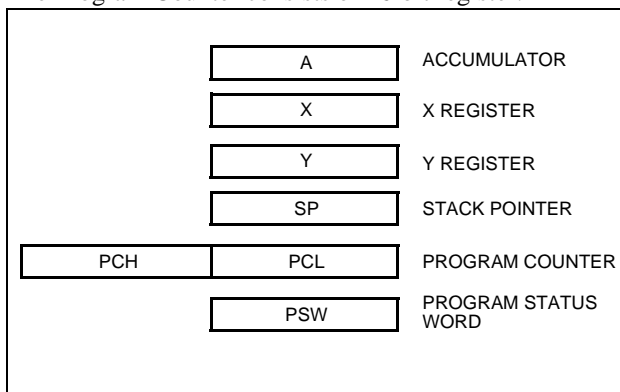 A ACCUMULATOR
X X REGISTER
Y Y REGISTER
SP STACK POINTER
PCH PCL PROGRAM COUNTER
PSW PROGRAM STATUS
WORD